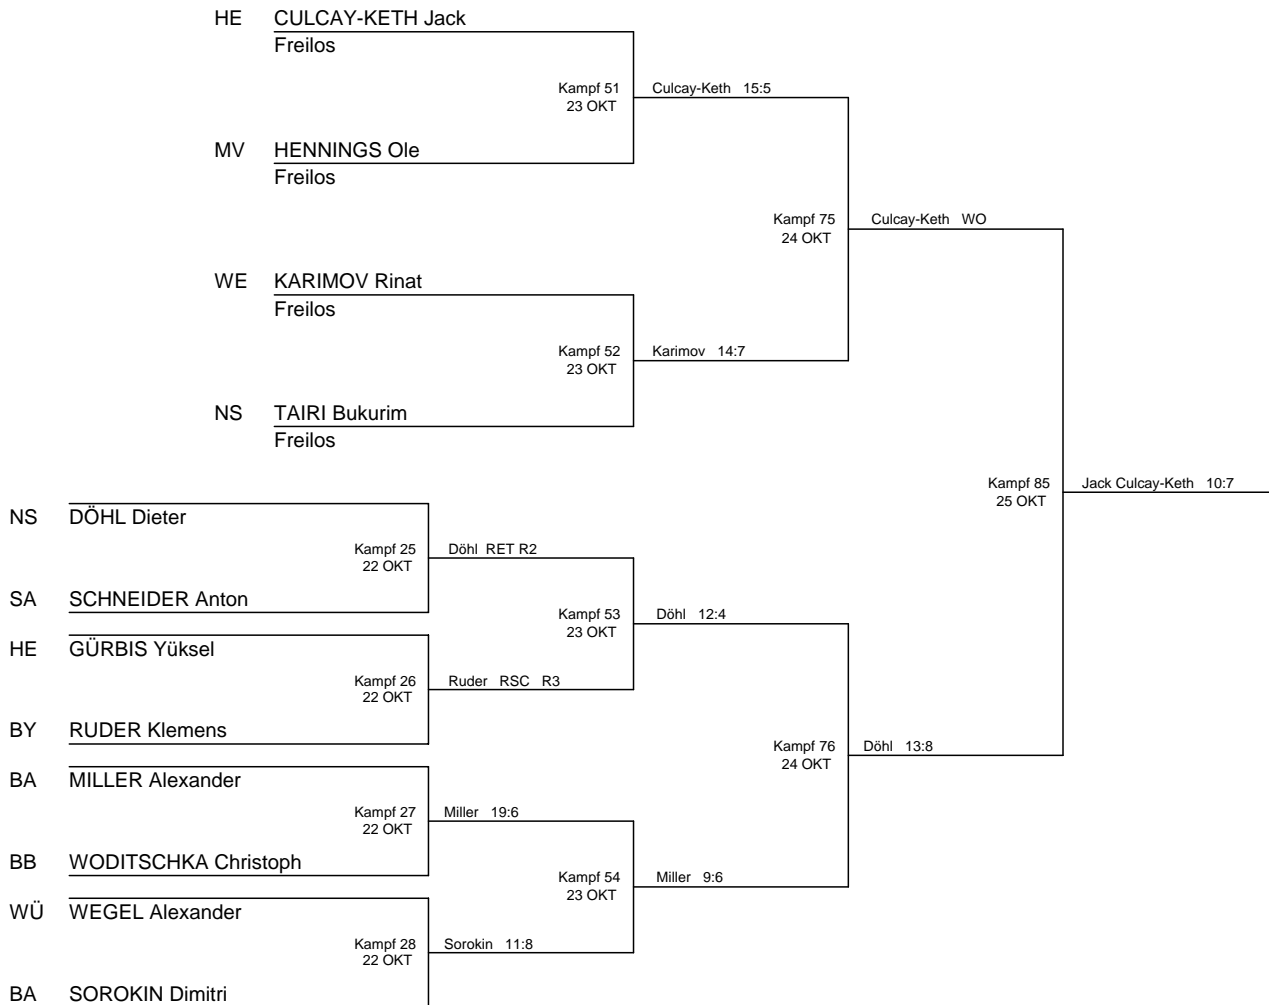 HE CULCAY-KETH Jack
Freilos
Kampf 51 Culcay-Keth 15:5
23 OKT
MV HENNINGS Ole
Freilos
Kampf 75 Culcay-Keth WO
24 OKT
WE KARIMOV Rinat
Freilos
Kampf 52 Karimov 14:7
23 OKT
NS TAIRI Bukurim
Freilos
Kampf 85 Jack Culcay-Keth 10:7
25 OKT
NS DÖHL Dieter
Kampf 25 Döhl RET R2
22 OKT
SA SCHNEIDER Anton
Kampf 53 Döhl 12:4
23 OKT
HE GÜRBIS Yüksel
Kampf 26 Ruder RSC R3
22 OKT
BY RUDER Klemens
Kampf 76 Döhl 13:8
24 OKT
BA MILLER Alexander
Kampf 27 Miller 19:6
22 OKT
BB WODITSCHKA Christoph
Kampf 54 Miller 9:6
23 OKT
WÜ WEGEL Alexander
Kampf 28 Sorokin 11:8
22 OKT
BA SOROKIN Dimitri